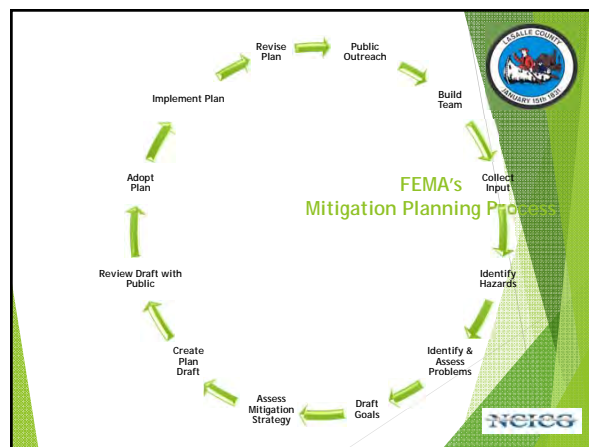 Revise
Plan
Public
Outreach
Build
Team
Collect
Input
Identify
Hazards
Identify &
Assess
Problems
Draft
Goals
Assess
Mitigation
Strategy
Create
Plan
Draft
Review Draft with
Public
Adopt
Plan
Implement Plan
FEMA's
Mitigation Planning Process
LASALLE COUNTY
JANUARY 15th 1831
NCICG